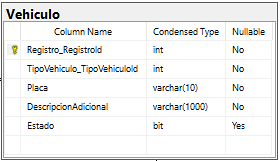 Vehiculo
Column Name Condensed Type Nullable
Registro_RegistroId int No
TipoVehiculo_TipoVehiculoId int No
Placa varchar(10) No
DescripcionAdicional varchar(1000) No
Estado bit Yes